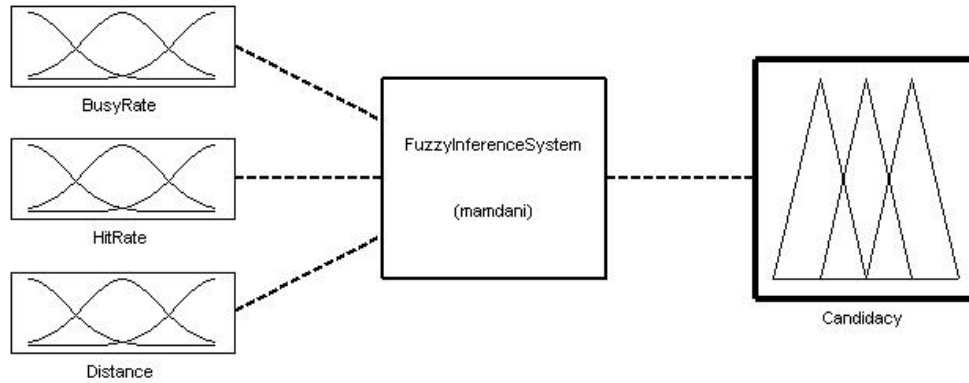 BusyRate
HitRate
Distance
FuzzyInferenceSystem
(mamdani)
Candidacy